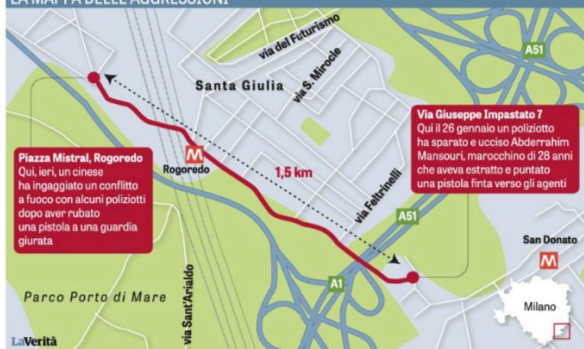 LA MAPPA DELLE AGGRESSIONI
via del Futurismo
A51
Santa Giulia
via S. Mirocle
Via Giuseppe Impastato 7
Qui il 26 gennaio un poliziotto
ha sparato e ucciso Abderrahim
Mansouri, marocchino di 28 anni
che aveva estratto e puntato
una pistola finta verso gli agenti
Piazza Mistral, Rogoredo
Qui, ieri, un cinese
ha ingaggiato un conflitto
a fuoco con alcuni poliziotti
dopo aver rubato
una pistola a una guardia
giurata
M
Rogoredo
1,5 km
via Feltrinelli
A51
San Donato
M
A1
Parco Porto di Mare
via Sant'Arialdo
Milano
LaVerità